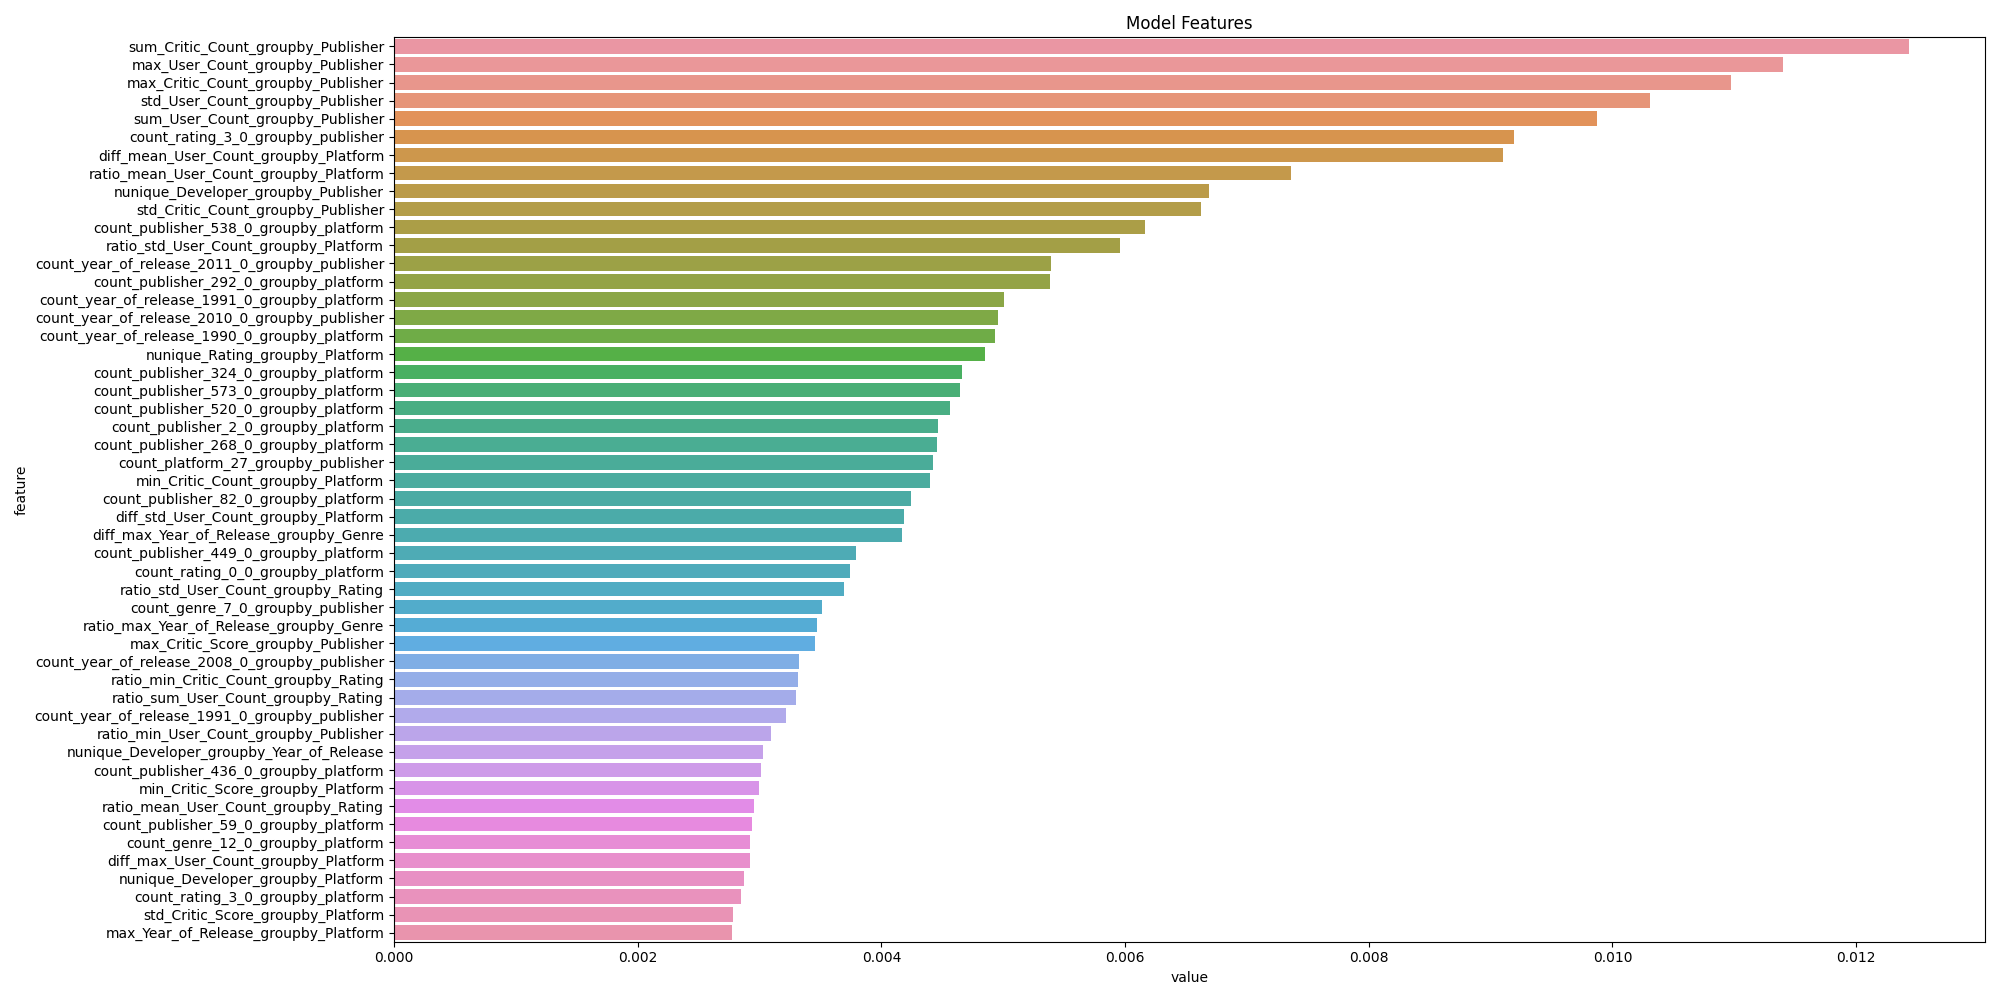 Model Features
sum_Critic_Count_groupby_Publisher
max_User_Count_groupby_Publisher
max_Critic_Count_groupby_Publisher
std_User_Count_groupby_Publisher
sum_User_Count_groupby_Publisher
count_rating_3_0_groupby_publisher
diff_mean_User_Count_groupby_Platform
ratio_mean_User_Count_groupby_Platform
nunique_Developer_groupby_Publisher
std_Critic_Count_groupby_Publisher
count_publisher_538_0_groupby_platform
ratio_std_User_Count_groupby_Platform
count_year_of_release_2011_0_groupby_publisher
count_publisher_292_0_groupby_platform
count_year_of_release_1991_0_groupby_platform
count_year_of_release_2010_0_groupby_publisher
count_year_of_release_1990_0_groupby_platform
nunique_Rating_groupby_Platform
count_publisher_324_0_groupby_platform
count_publisher_573_0_groupby_platform
count_publisher_520_0_groupby_platform
count_publisher_2_0_groupby_platform
count_publisher_268_0_groupby_platform
count_platform_27_groupby_publisher
min_Critic_Count_groupby_Platform
count_publisher_82_0_groupby_platform
diff_std_User_Count_groupby_Platform
diff_max_Year_of_Release_groupby_Genre
count_publisher_449_0_groupby_platform
count_rating_0_0_groupby_platform
ratio_std_User_Count_groupby_Rating
count_genre_7_0_groupby_publisher
ratio_max_Year_of_Release_groupby_Genre
max_Critic_Score_groupby_Publisher
count_year_of_release_2008_0_groupby_publisher
ratio_min_Critic_Count_groupby_Rating
ratio_sum_User_Count_groupby_Rating
count_year_of_release_1991_0_groupby_publisher
ratio_min_User_Count_groupby_Publisher
nunique_Developer_groupby_Year_of_Release
count_publisher_436_0_groupby_platform
min_Critic_Score_groupby_Platform
ratio_mean_User_Count_groupby_Rating
count_publisher_59_0_groupby_platform
count_genre_12_0_groupby_platform
diff_max_User_Count_groupby_Platform
nunique_Developer_groupby_Platform
count_rating_3_0_groupby_platform
std_Critic_Score_groupby_Platform
max_Year_of_Release_groupby_Platform
feature
0.000 0.002 0.004 0.006 0.008 0.010 0.012
value